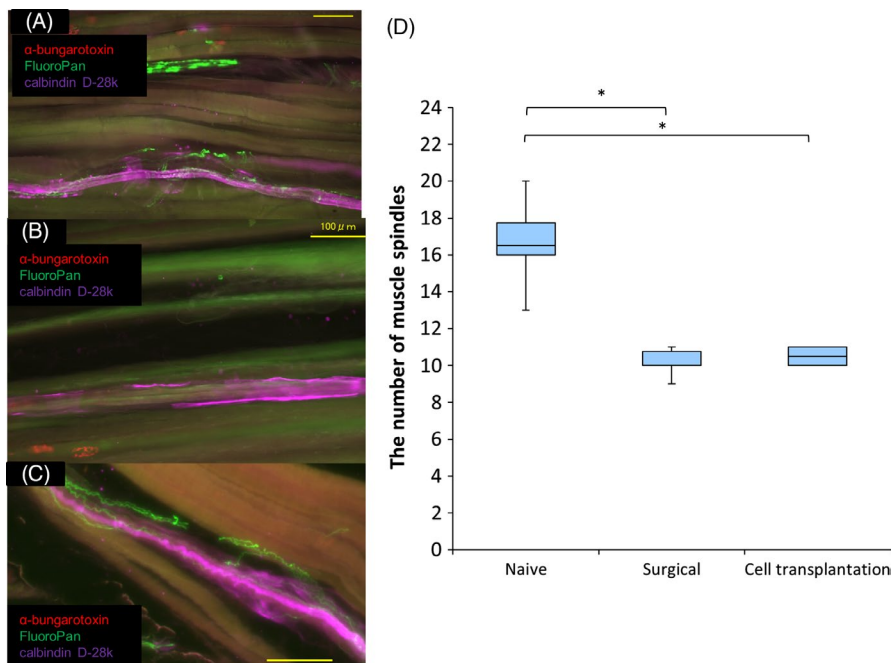 (A)
α-bungarotoxin
FluoroPan
calbindin D-28k
(B)
100 μm
α-bungarotoxin
FluoroPan
calbindin D-28k
(C)
α-bungarotoxin
FluoroPan
calbindin D-28k
(D)
*
*
The number of muscle spindles
24
22
20
18
16
14
12
10
8
6
4
2
0
Naive
Surgical
Cell transplantation